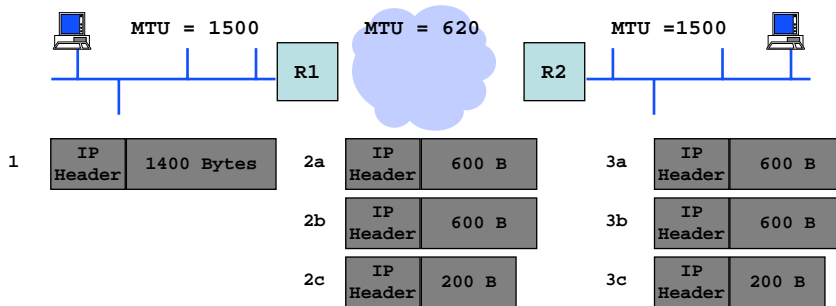 MTU = 1500
MTU = 620
MTU =1500
R1
R2
1
IP Header
1400 Bytes
2a
IP Header
600 B
3a
IP Header
600 B
2b
IP Header
600 B
3b
IP Header
600 B
2c
IP Header
200 B
3c
IP Header
200 B